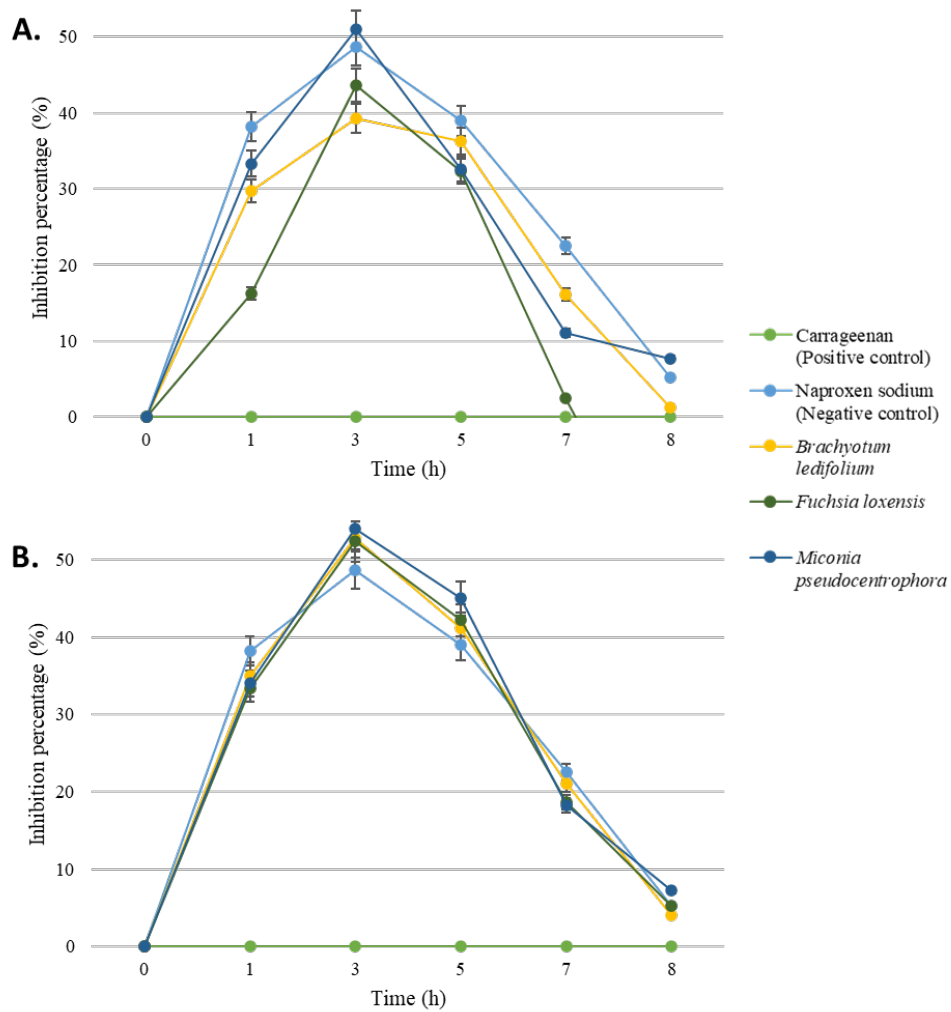 A.
50
40
30
20
10
0
Inhibition percentage (%)
0 1 3 5 7 8
Time (h)
Carrageenan
(Positive control)
Naproxen sodium
(Negative control)
Brachyotum
ledifolium
Fuchsia loxensis
Miconia
pseudocentrophora
B.
50
40
30
20
10
0
Inhibition percentage (%)
0 1 3 5 7 8
Time (h)